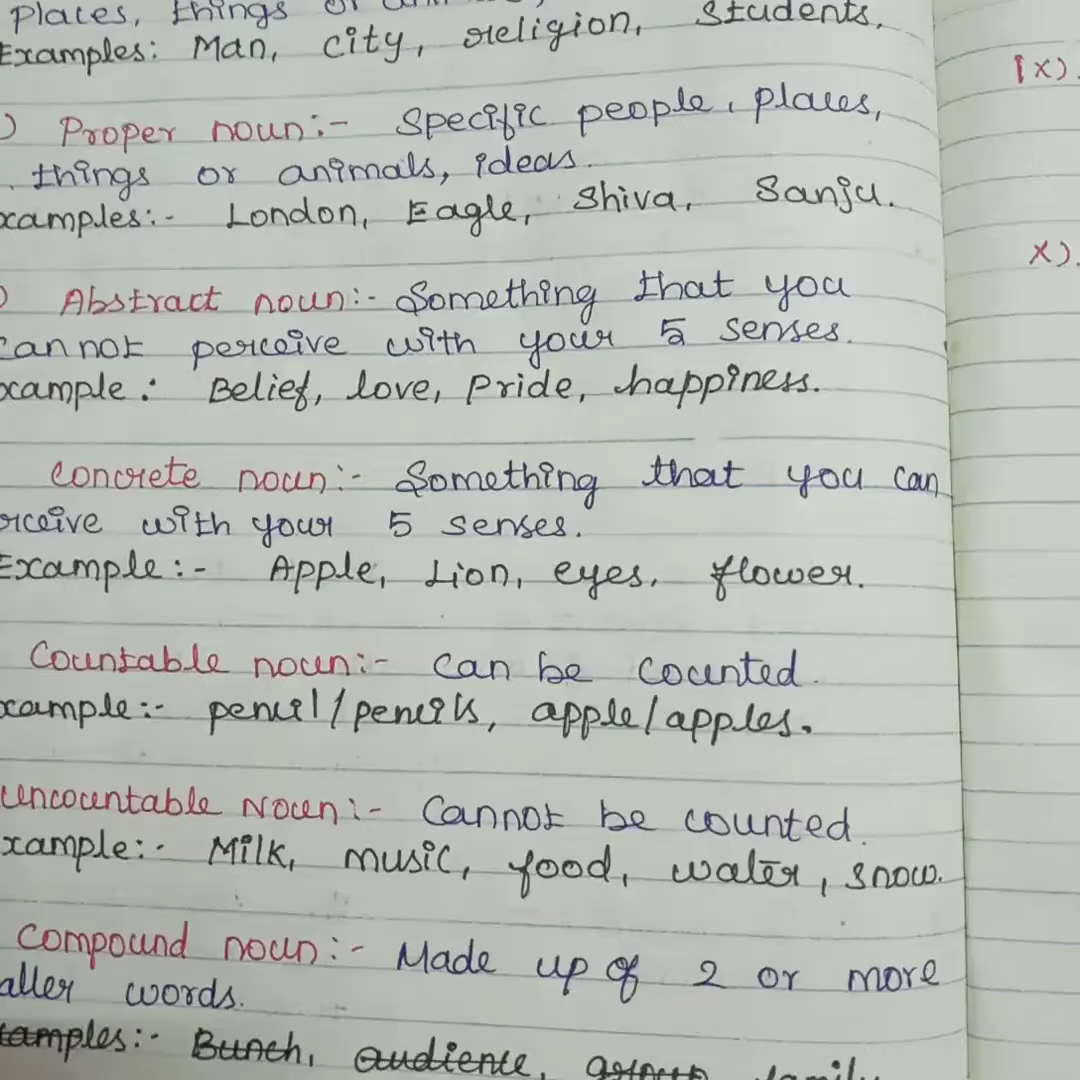 places, things or
Examples: Man, city, religion, Students,
) Proper noun:- Specific people, places,
things or animals, ideas.
xamples:- London, Eagle, Shiva, Sanju.
) Abstract noun:- Something that you
cannot perceive with your 5 senses.
xample: Belief, love, Pride, happiness.
Concrete noun:- Something that you can
rceive with your 5 senses.
Example:- Apple, Lion, eyes, flower.
Countable noun:- can be counted.
xample:- pencil/pencils, apple/apples.
uncountable Noun:- Cannot be counted.
xample:- Milk, music, food, water, snow.
Compound noun:- Made up of 2 or more
aller words.
amples:- Bunch, audience, family
(x).
x).